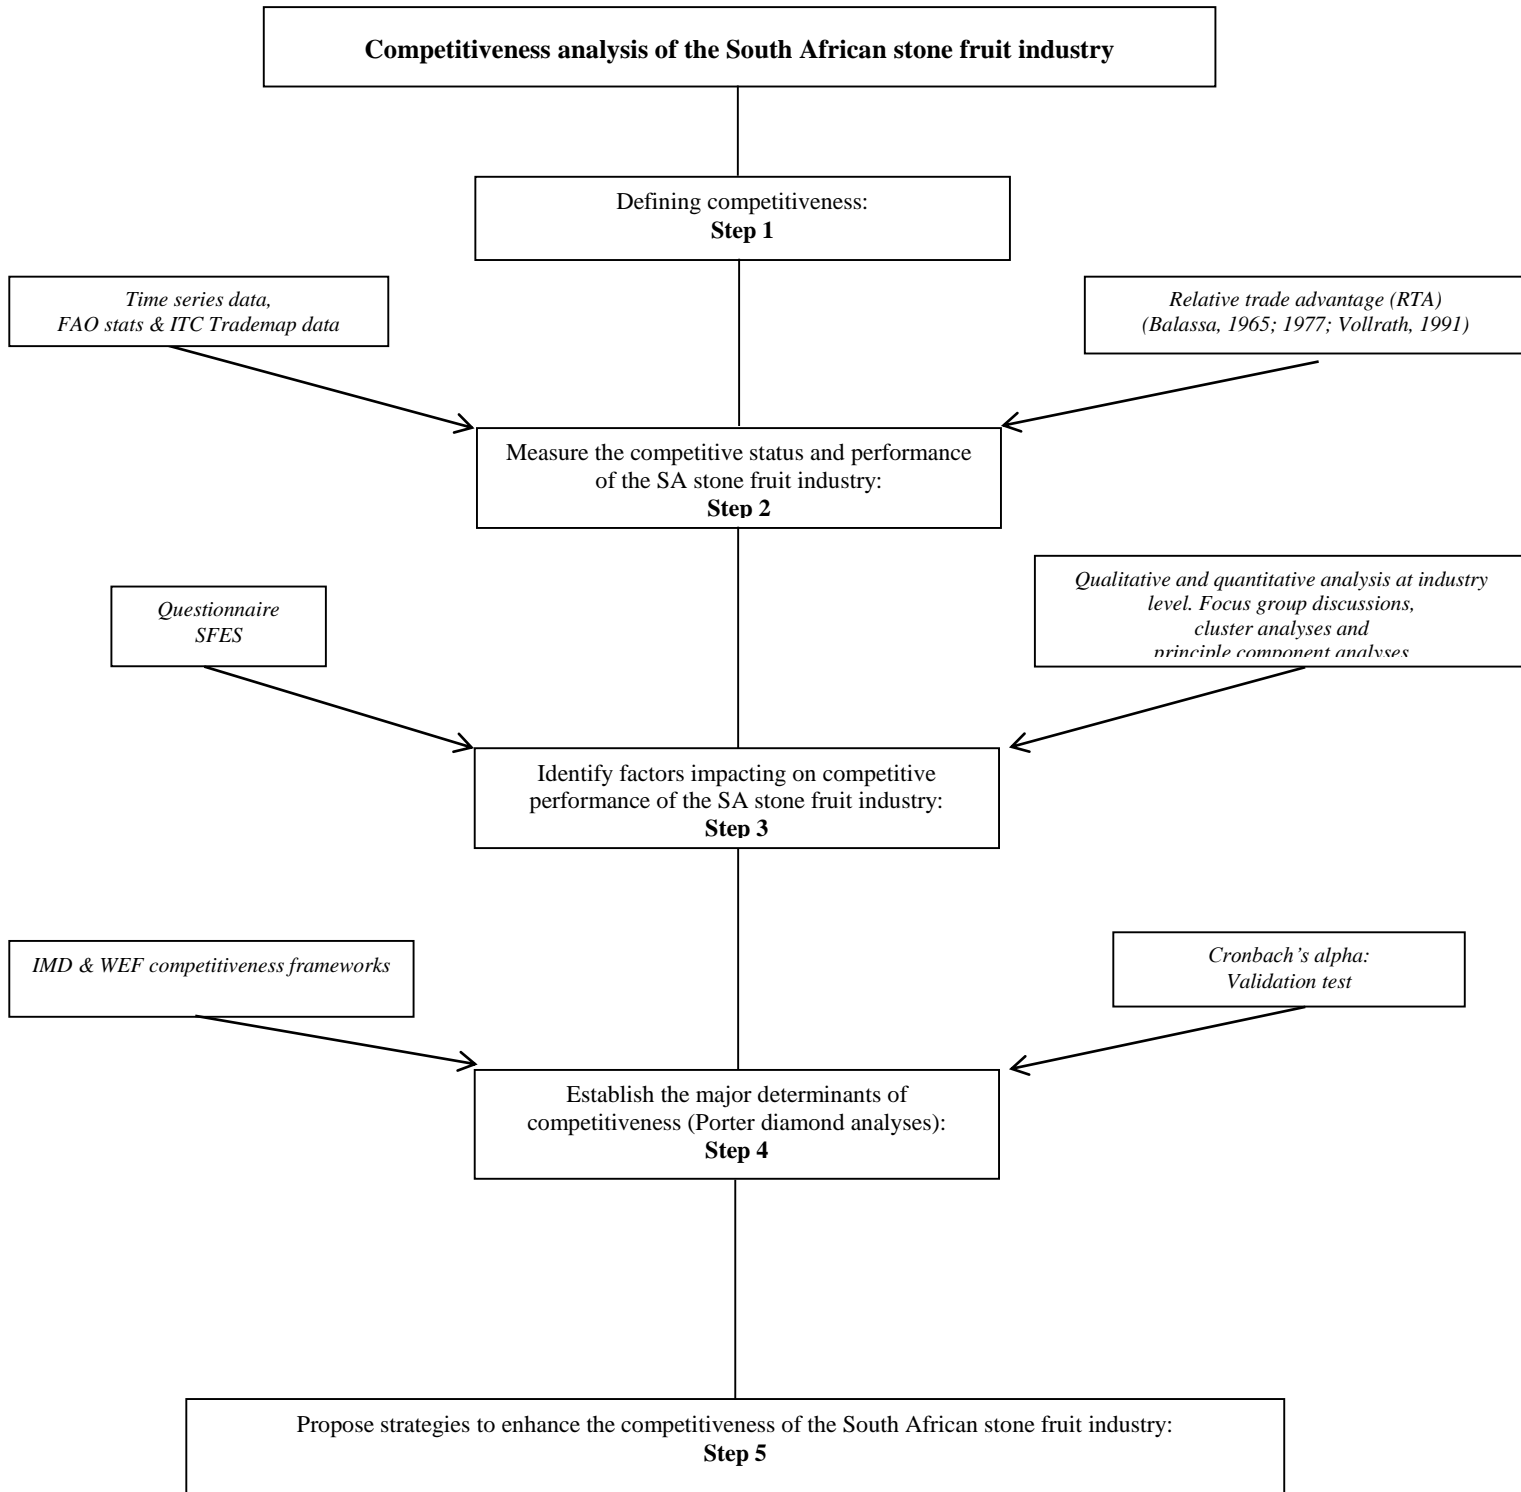 Competitiveness analysis of the South African stone fruit industry
Defining competitiveness:
Step 1
Time series data,
FAO stats & ITC Trademap data
Relative trade advantage (RTA)
(Balassa, 1965; 1977; Vollrath, 1991)
Measure the competitive status and performance
of the SA stone fruit industry:
Step 2
Questionnaire
SFES
Qualitative and quantitative analysis at industry
level. Focus group discussions,
cluster analyses and
principle component analyses
Identify factors impacting on competitive
performance of the SA stone fruit industry:
Step 3
IMD & WEF competitiveness frameworks
Cronbach’s alpha:
Validation test
Establish the major determinants of
competitiveness (Porter diamond analyses):
Step 4
Propose strategies to enhance the competitiveness of the South African stone fruit industry:
Step 5